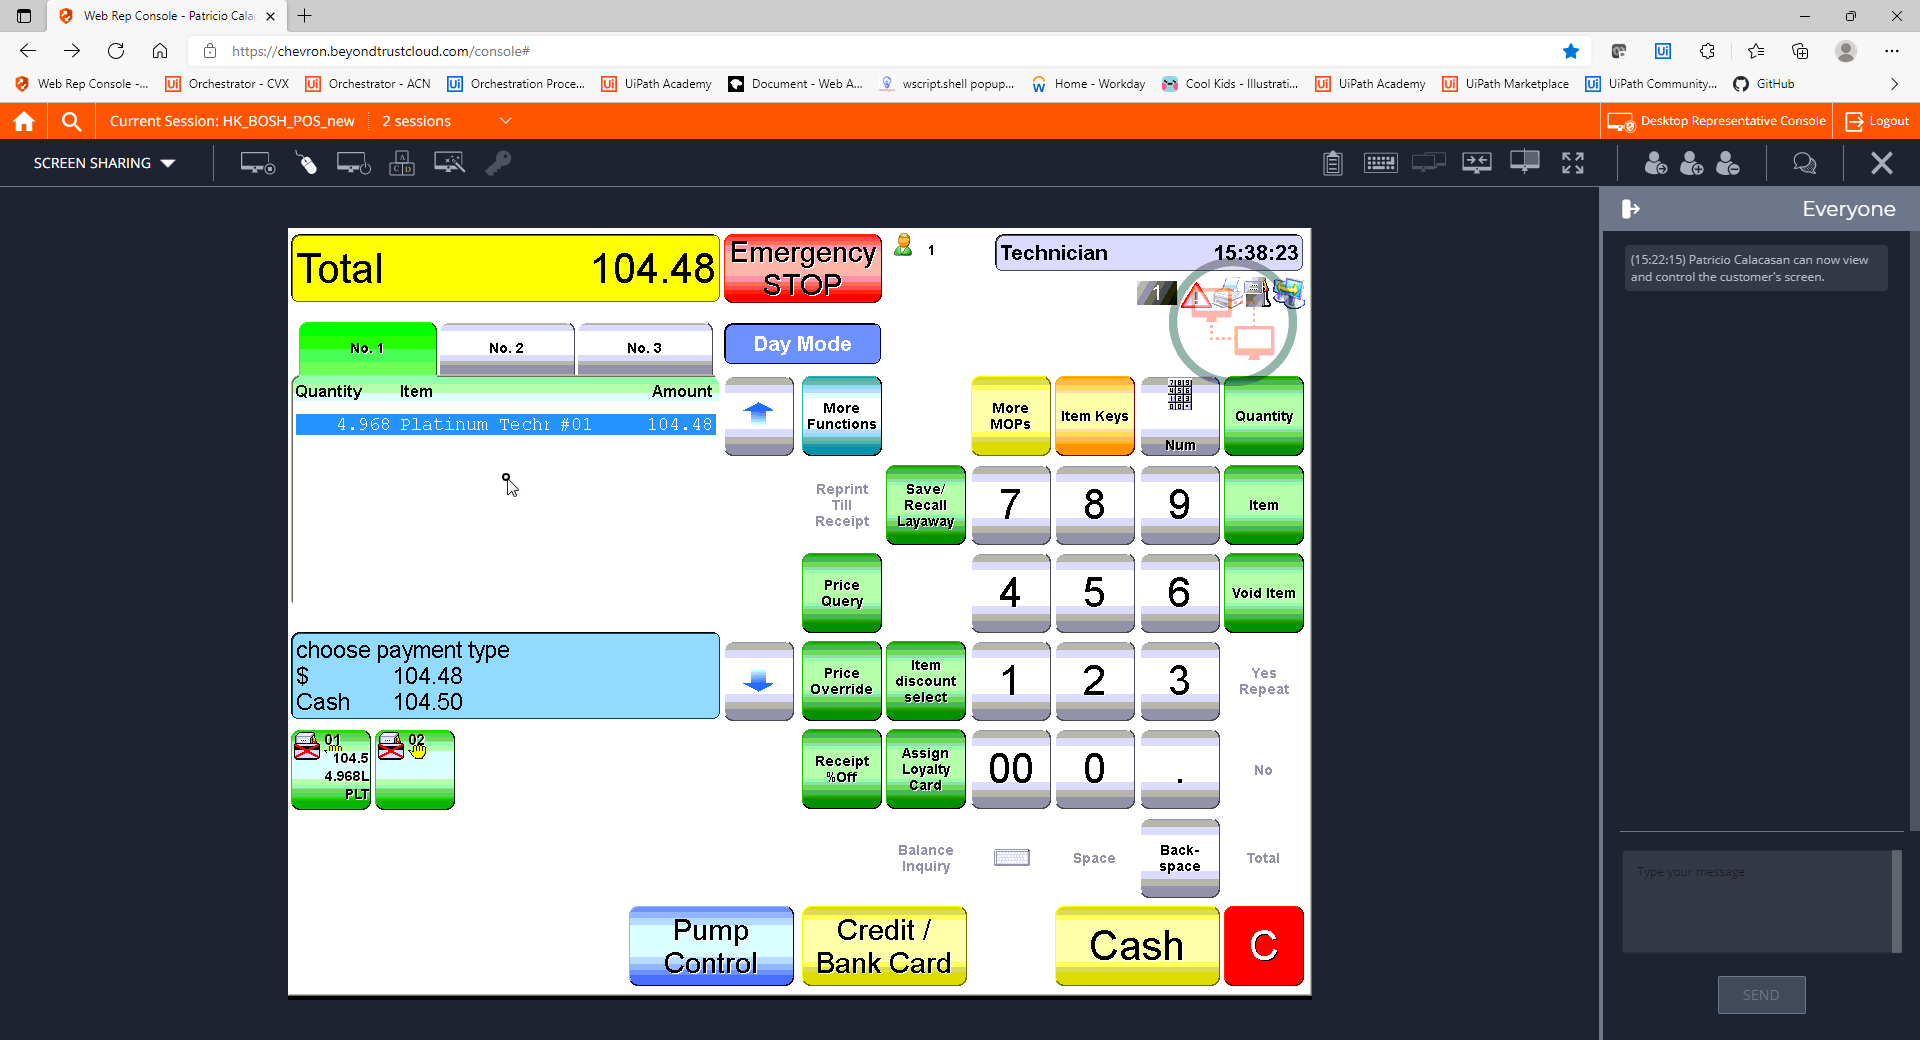 Web Rep Console - Patricio Cala
https://chevron.beyondtrustcloud.com/console#
Web Rep Console -...
Orchestrator - CVX
Orchestrator - ACN
Orchestration Proce...
UiPath Academy
Document - Web A...
wscript.shell popup...
Home - Workday
Cool Kids - Illustrati...
UiPath Academy
UiPath Marketplace
UiPath Community...
GitHub
Current Session: HK_BOSH_POS_new
2 sessions
Desktop Representative Console
Logout
SCREEN SHARING
Everyone
(15:22:15) Patricio Calacasan can now view
and control the customer's screen.
Total 104.48
Emergency
STOP
1
Technician 15:38:23
1
No. 1
No. 2
No. 3
Day Mode
Quantity Item Amount
4.968 Platinum Techr #01 104.48
More
Functions
More
MOPs
Item Keys
Num
Quantity
Reprint
Till
Receipt
Save/
Recall
Layaway
7
8
9
Item
Price
Query
4
5
6
Void Item
choose payment type
$ 104.48
Cash 104.50
Price
Override
Item
discount
select
1
2
3
Yes
Repeat
01
104.5
4.968L
PLT
02
Receipt
%Off
Assign
Loyalty
Card
00
0
.
No
Balance
Inquiry
Space
Back-
space
Total
Pump
Control
Credit /
Bank Card
Cash
C
Type your message
SEND